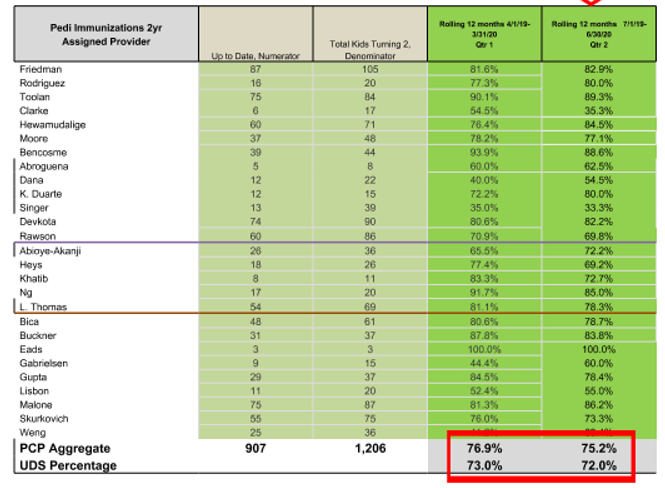 Pedi Immunizations 2yr Assigned Provider | Up to Date, Numerator | Total Kids Turning 2, Denominator | Rolling 12 months 4/1/19-3/31/20 Qtr 1 | Rolling 12 months 7/1/19-6/30/20 Qtr 2
Friedman 87 105 81.6% 82.9%
Rodriguez 16 20 77.3% 80.0%
Toolan 75 84 90.1% 89.3%
Clarke 6 17 54.5% 35.3%
Hewamudalige 60 71 76.4% 84.5%
Moore 37 48 78.2% 77.1%
Bencosme 39 44 93.9% 88.6%
Abroguena 5 8 60.0% 62.5%
Dana 12 22 40.0% 54.5%
K. Duarte 12 15 72.2% 80.0%
Singer 13 39 35.0% 33.3%
Devkota 74 90 80.6% 82.2%
Rawson 60 86 70.9% 69.8%
Abioye-Akanji 26 36 65.5% 72.2%
Heys 18 26 77.4% 69.2%
Khatib 8 11 83.3% 72.7%
Ng 17 20 91.7% 85.0%
L. Thomas 54 69 81.1% 78.3%
Bica 48 61 80.6% 78.7%
Buckner 31 37 87.8% 83.8%
Eads 3 3 100.0% 100.0%
Gabrielsen 9 15 44.4% 60.0%
Gupta 29 37 84.5% 78.4%
Lisbon 11 20 52.4% 55.0%
Malone 75 87 81.3% 86.2%
Skurkovich 55 75 76.0% 73.3%
Weng 25 36
PCP Aggregate 907 1,206 76.9% 75.2%
UDS Percentage 73.0% 72.0%